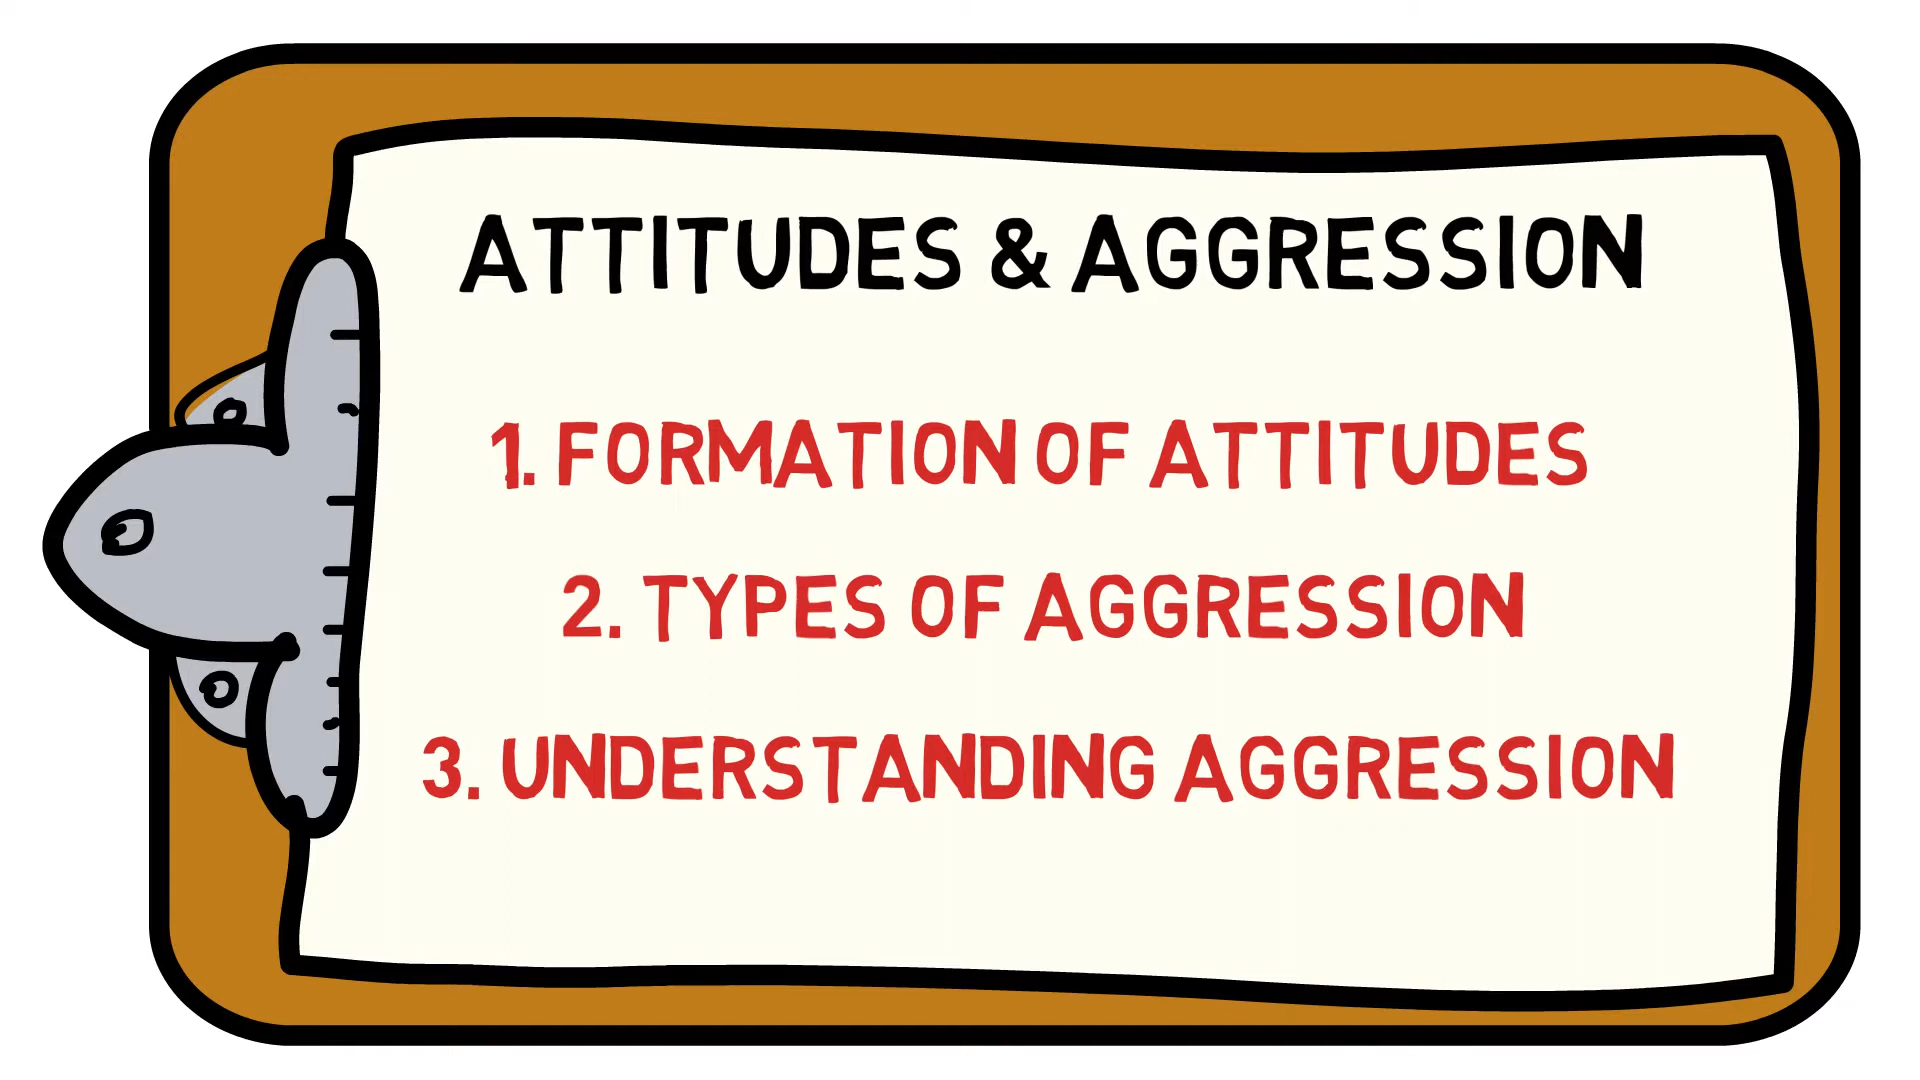 ATTITUDES & AGGRESSION
1. FORMATION OF ATTITUDES
2. TYPES OF AGGRESSION
3. UNDERSTANDING AGGRESSION